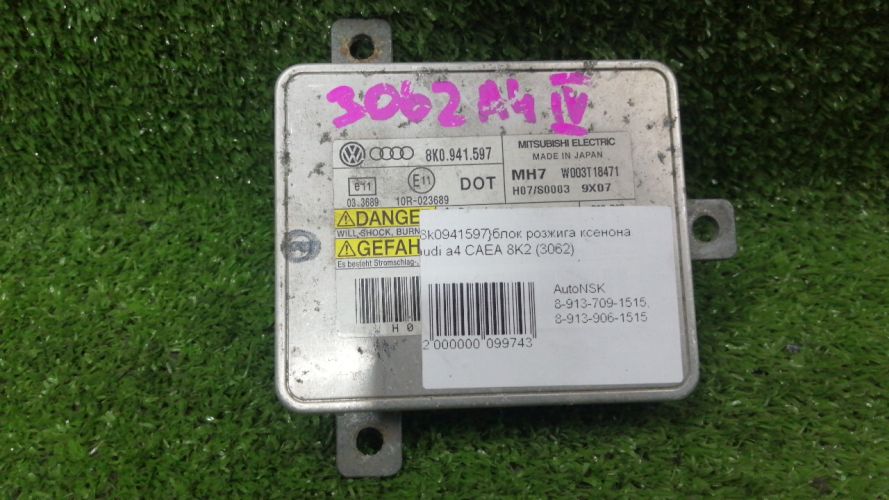 3062 A4 IV
8K0.941.597
MITSUBISHI ELECTRIC
MADE IN JAPAN
e11
E11
DOT
MH7 W003T18471
03.3689 10R-023689
H07/S0003 9X07
DANGE
WILL SHOCK, BURN
GEFAH
Es besteht Stromschlag-,
H 0
8k0941597}блок розжига ксенона
udi a4 CAEA 8K2 (3062)
AutoNSK
8-913-709-1515,
8-913-906-1515
2 000000 099743